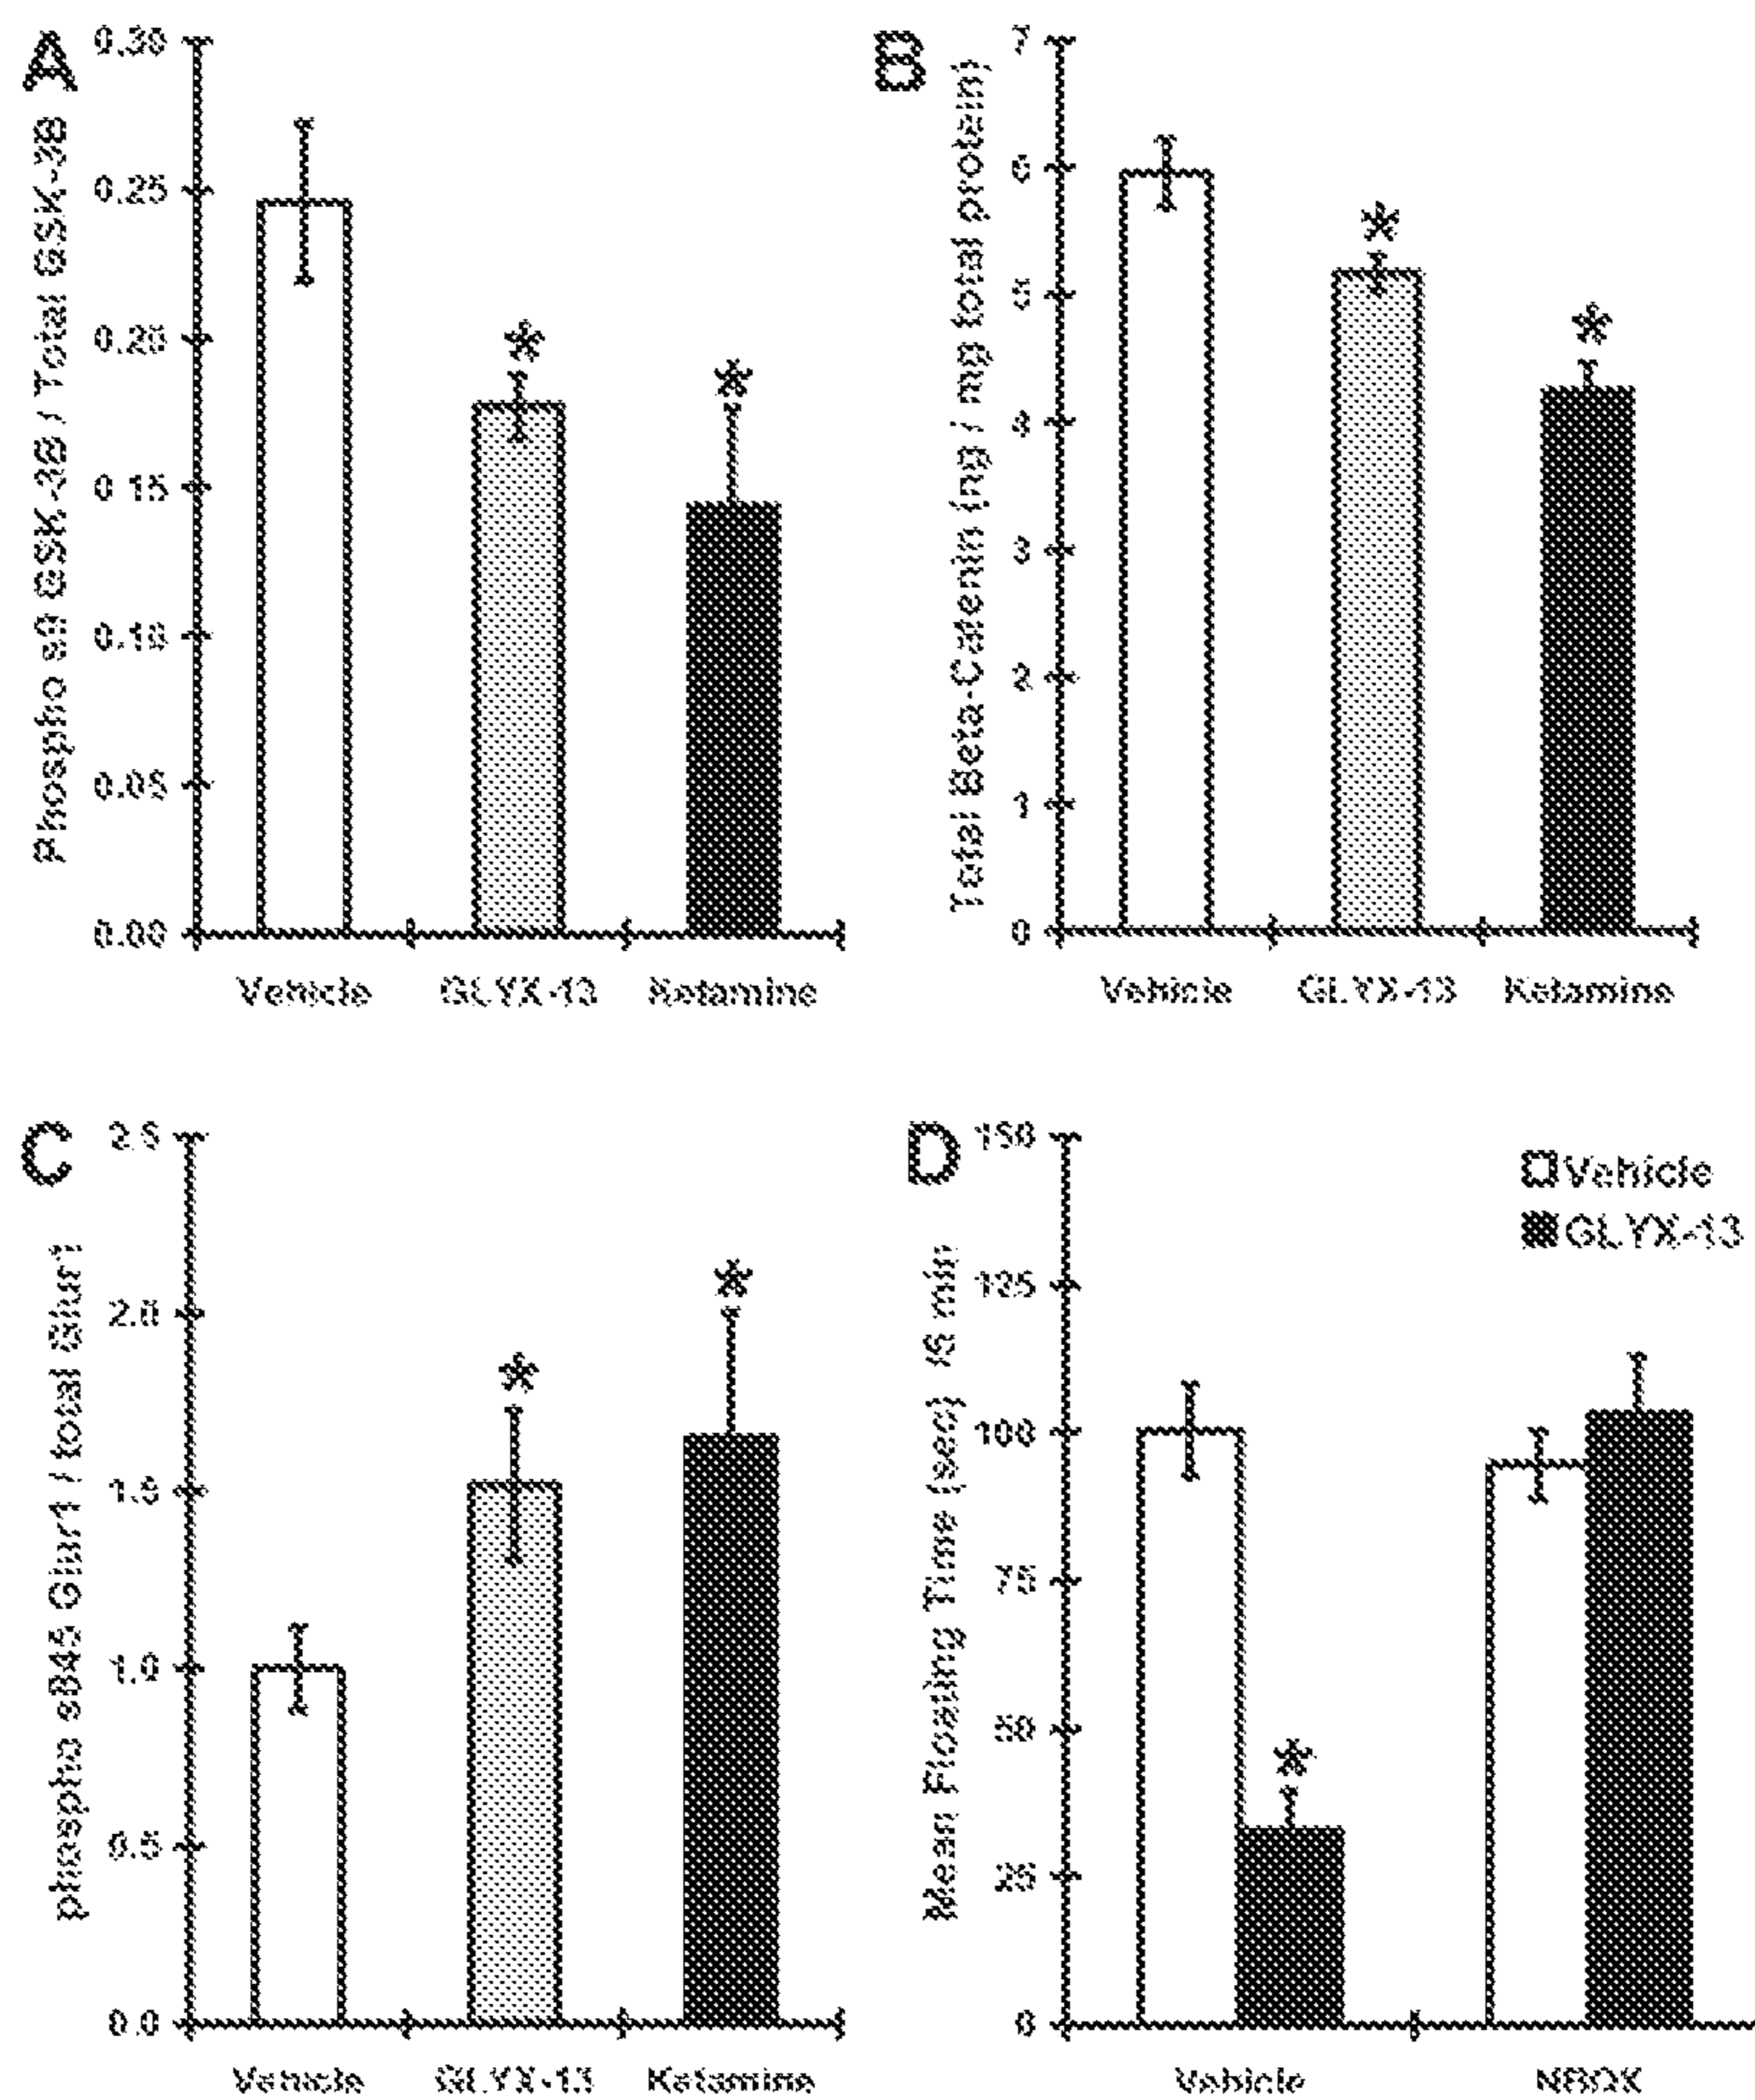 A
Phospho s9 GSK-3B / Total GSK-3B
0.30
0.25
0.20
0.15
0.10
0.05
0.00
Vehicle GLYX-13 Ketamine
*
*
B
Total Beta-Catenin (ng / mg total protein)
7
6
5
4
3
2
1
0
Vehicle GLYX-13 Ketamine
*
*
C
phospho s845 Glur1 / total Glur1
2.5
2.0
1.5
1.0
0.5
0.0
Vehicle GLYX-13 Ketamine
*
*
D
Mean Floating Time (sec) /5 min
150
125
100
75
50
25
0
Vehicle NBQX
*
Vehicle
GLYX-13